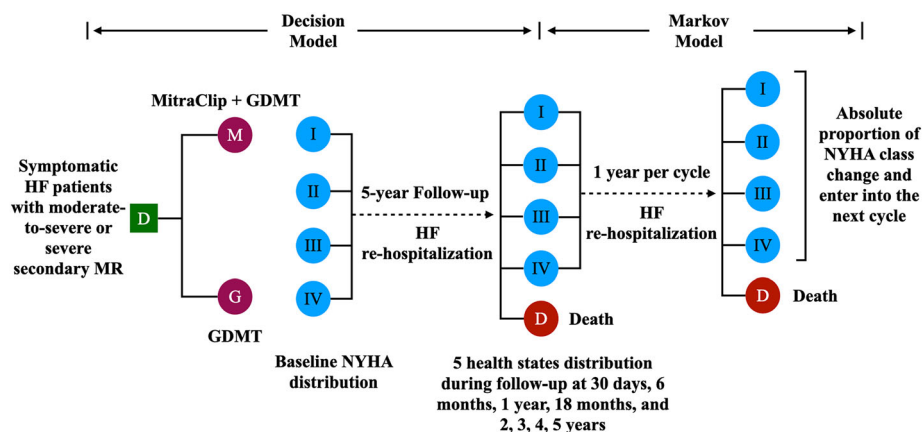 Decision
Model
Markov
Model
MitraClip + GDMT
M
Symptomatic
HF patients
with moderate-
to-severe or
severe
secondary MR
D
G
GDMT
I
II
III
IV
Baseline NYHA
distribution
5-year Follow-up
HF
re-hospitalization
I
II
III
IV
D
Death
5 health states distribution
during follow-up at 30 days, 6
months, 1 year, 18 months, and
2, 3, 4, 5 years
1 year per cycle
HF
re-hospitalization
I
II
III
IV
D
Death
Absolute
proportion of
NYHA class
change and
enter into the
next cycle